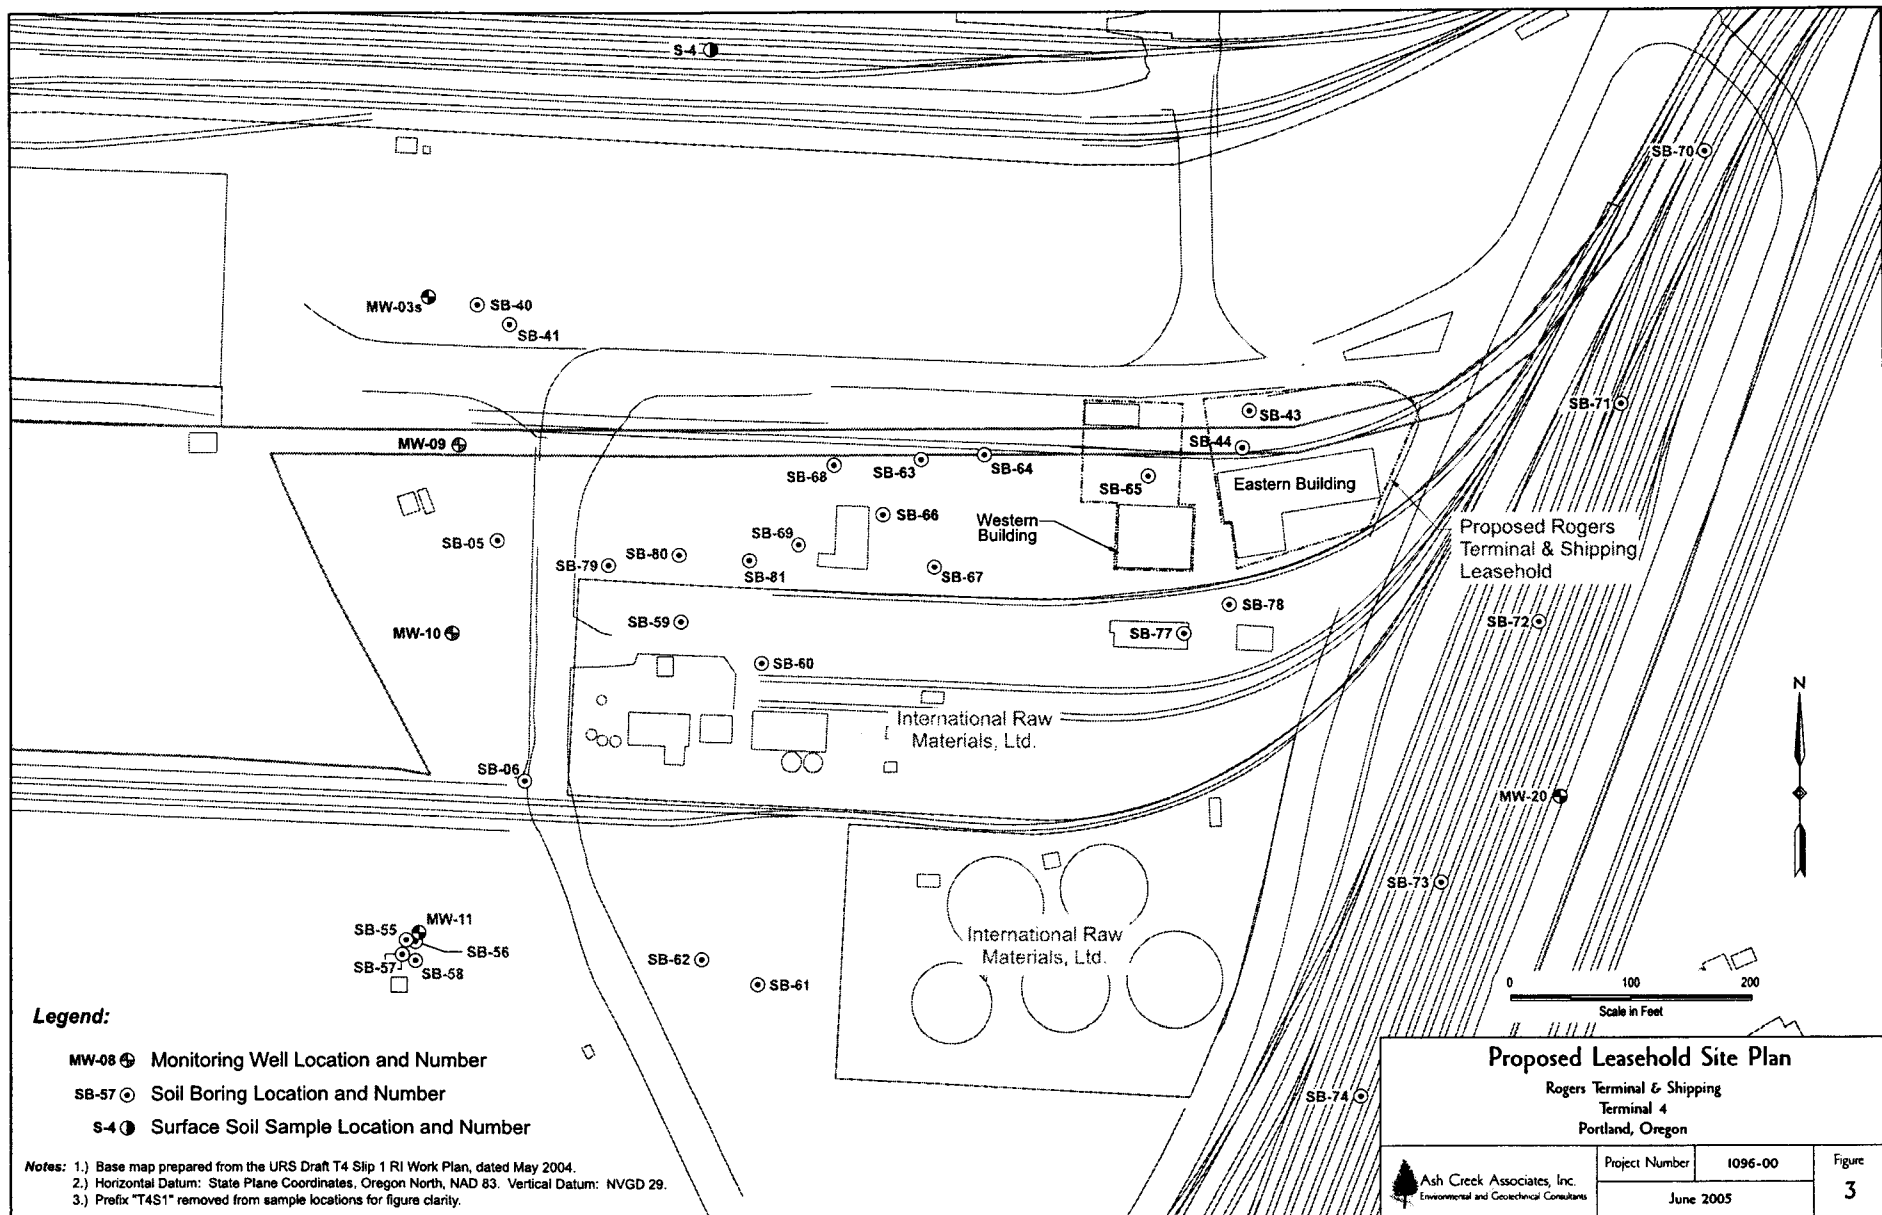 S-4
SB-70
MW-03s
SB-40
SB-41
SB-71
SB-43
MW-09
SB-44
SB-68
SB-63
SB-64
SB-65
Eastern Building
SB-66
Western
Building
Proposed Rogers
Terminal & Shipping
Leasehold
SB-05
SB-69
SB-80
SB-79
SB-81
SB-67
SB-78
SB-59
SB-72
MW-10
SB-77
SB-60
N
International Raw
Materials, Ltd.
SB-06
MW-20
SB-73
MW-11
SB-55
SB-56
SB-57
SB-58
SB-62
SB-61
International Raw
Materials, Ltd.
0 100 200
Scale in Feet
SB-74
Legend:
MW-08 Monitoring Well Location and Number
SB-57 Soil Boring Location and Number
S-4 Surface Soil Sample Location and Number
Notes: 1.) Base map prepared from the URS Draft T4 Slip 1 RI Work Plan, dated May 2004.
2.) Horizontal Datum: State Plane Coordinates, Oregon North, NAD 83. Vertical Datum: NVGD 29.
3.) Prefix "T4S1" removed from sample locations for figure clarity.
Proposed Leasehold Site Plan
Rogers Terminal & Shipping
Terminal 4
Portland, Oregon
Ash Creek Associates, Inc.
Environmental and Geotechnical Consultants
Project Number 1096-00
June 2005
Figure
3